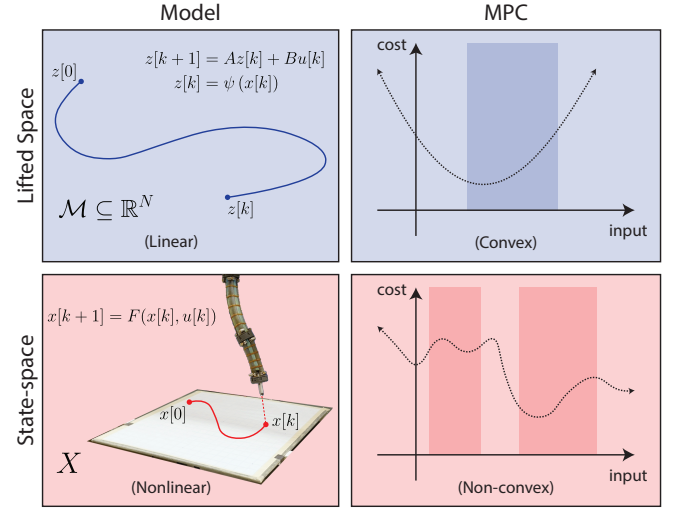 Model
MPC
Lifted Space
z[k + 1] = Az[k] + Bu[k]
z[k] = ψ (x[k])
z[0]
z[k]
ℳ ⊆ ℝ^N
(Linear)
cost
input
(Convex)
State-space
x[k + 1] = F(x[k], u[k])
x[0]
x[k]
X
(Nonlinear)
cost
input
(Non-convex)